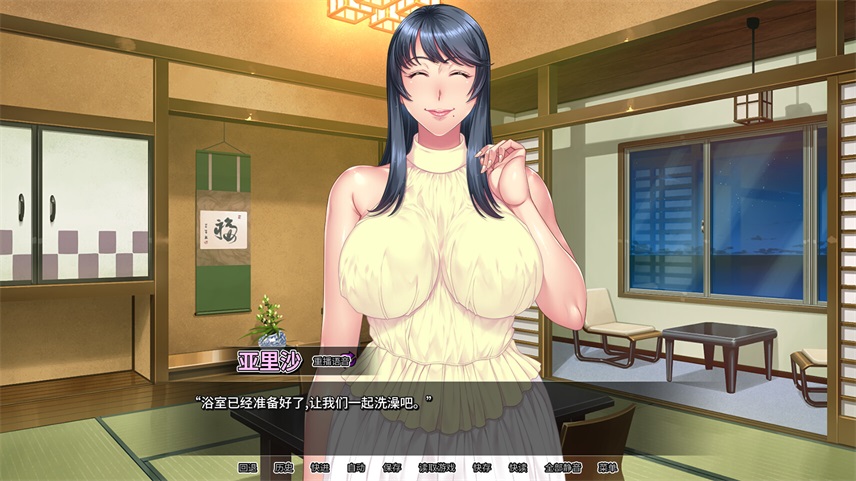 福
亚里沙
重播语音
“浴室已经准备好了,让我们一起洗澡吧。”
回退 历史 快进 自动 保存 读取游戏 快存 快读 全部静音 菜单